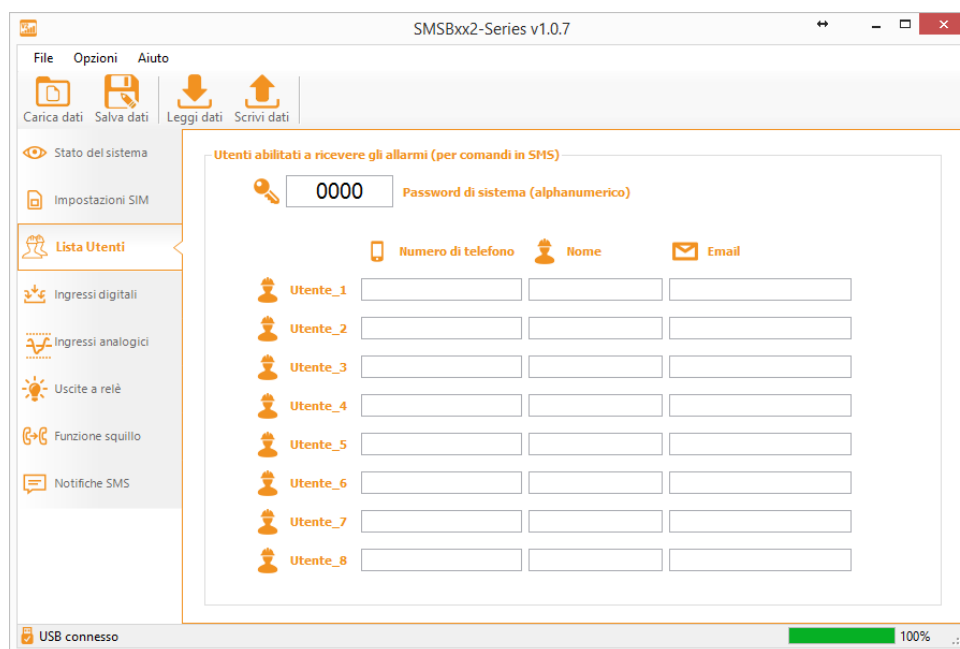 SMSBxx2-Series v1.0.7
File Opzioni Aiuto
Carica dati Salva dati Leggi dati Scrivi dati
Stato del sistema
Impostazioni SIM
Lista Utenti
Ingressi digitali
Ingressi analogici
Uscite a relè
Funzione squillo
Notifiche SMS
Utenti abilitati a ricevere gli allarmi (per comandi in SMS)
0000 Password di sistema (alphanumerico)
Numero di telefono Nome Email
Utente_1
Utente_2
Utente_3
Utente_4
Utente_5
Utente_6
Utente_7
Utente_8
USB connesso 100%